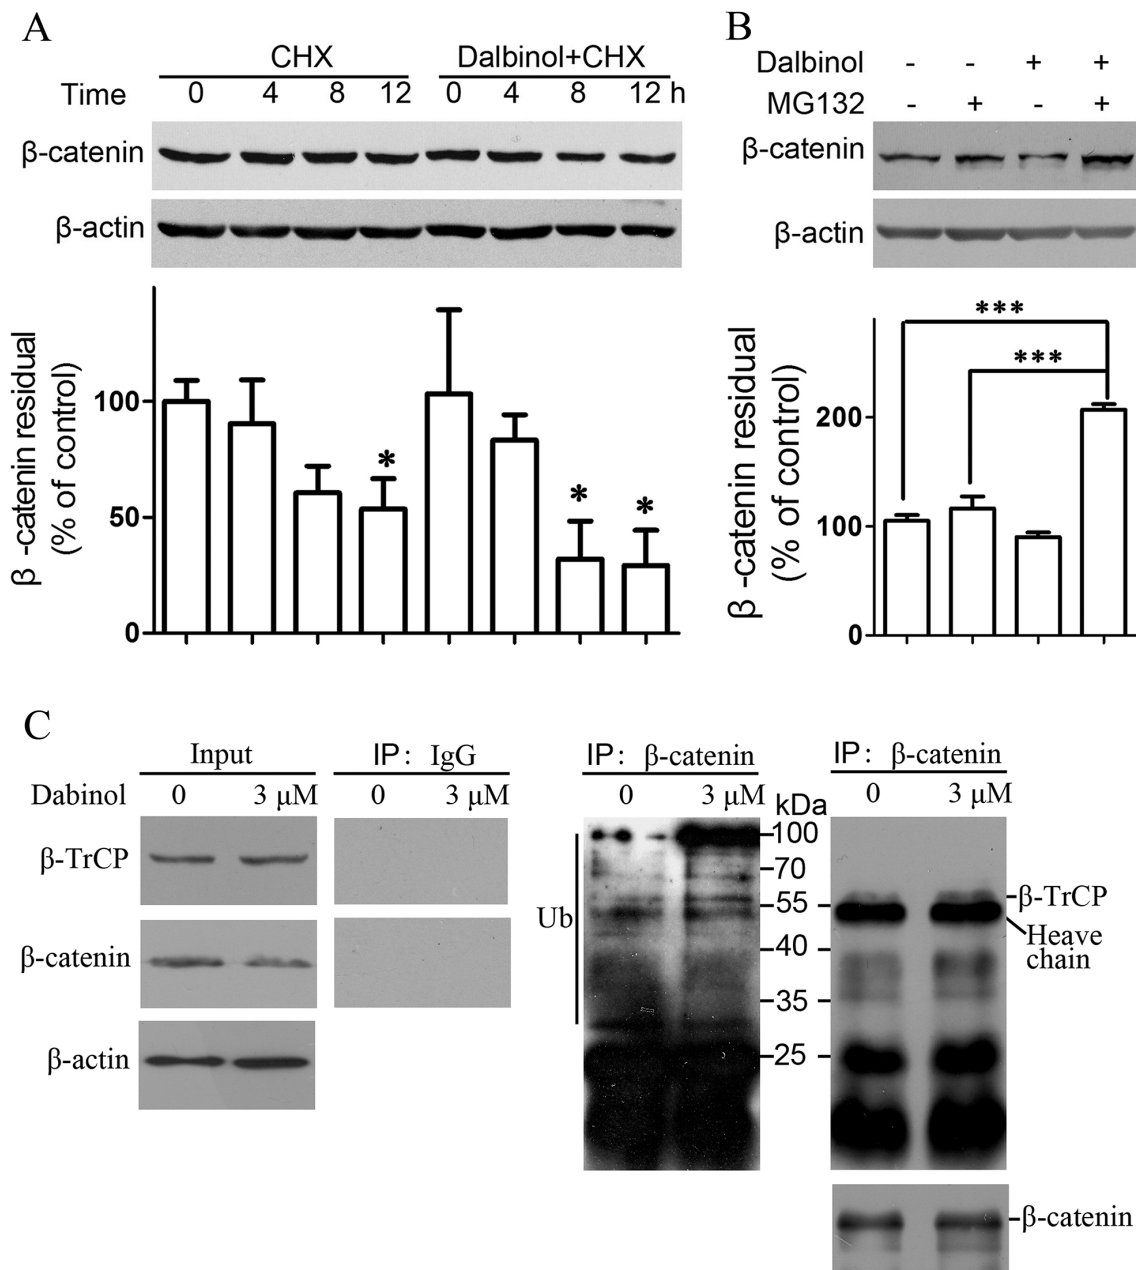 A
CHX Dalbinol+CHX
Time 0 4 8 12 0 4 8 12 h
β-catenin
β-actin
β -catenin residual
(% of control)
100
50
0
*
*
*
B
Dalbinol - - + +
MG132 - + - +
β-catenin
β-actin
β -catenin residual
(% of control)
200
100
0
***
***
C
Input IP: IgG IP: β-catenin IP: β-catenin
Dabinol 0 3 μM 0 3 μM 0 3 μM kDa 0 3 μM
β-TrCP
β-catenin
β-actin
Ub
100
70
55
40
35
25
β-TrCP
Heave
chain
β-catenin